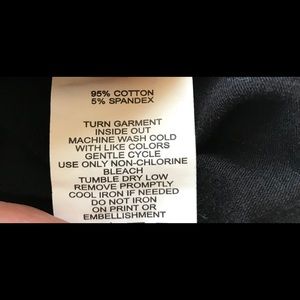 95% COTTON
5% SPANDEX
TURN GARMENT
INSIDE OUT
MACHINE WASH COLD
WITH LIKE COLORS
GENTLE CYCLE
USE ONLY NON-CHLORINE
BLEACH
TUMBLE DRY LOW
REMOVE PROMPTLY
COOL IRON IF NEEDED
DO NOT IRON
ON PRINT OR
EMBELLISHMENT